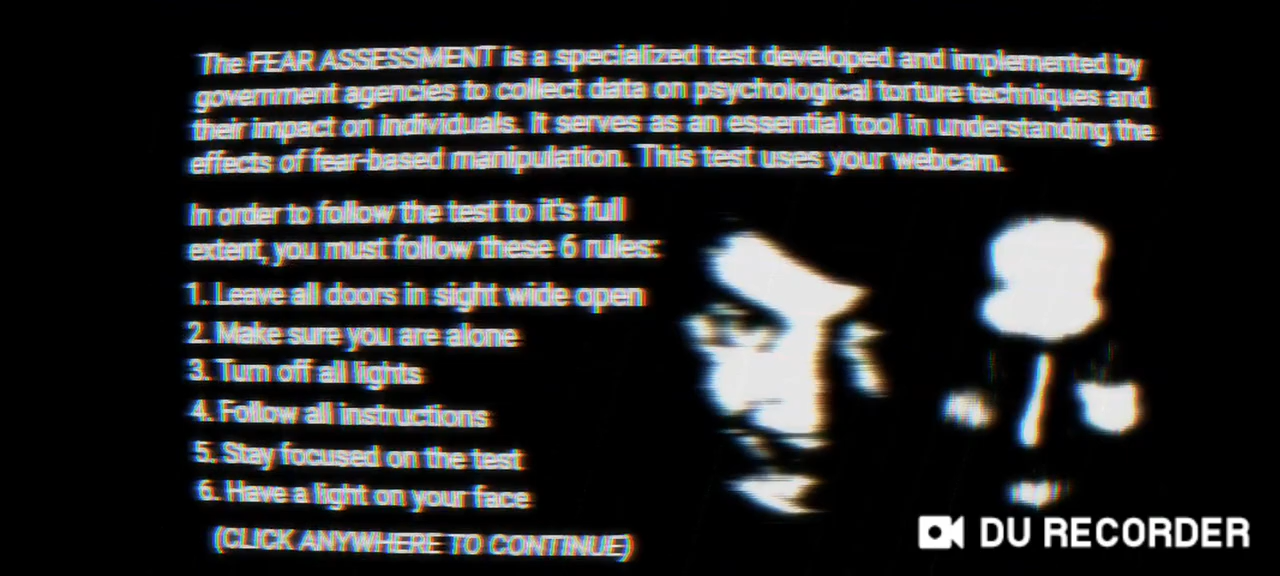 The FEAR ASSESSMENT is a specialized test developed and implemented by
government agencies to collect data on psychological torture techniques and
their impact on individuals. It serves as an essential tool in understanding the
effects of fear-based manipulation. This test uses your webcam.
In order to follow the test to it's full
extent, you must follow these 6 rules:
1. Leave all doors in sight wide open
2. Make sure you are alone
3. Turn off all lights
4. Follow all instructions
5. Stay focused on the test
6. Have a light on your face
(CLICK ANYWHERE TO CONTINUE)
DU RECORDER